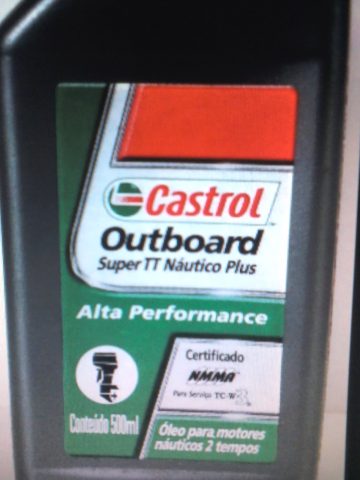 Castrol
Outboard
Super TT Náutico Plus
Alta Performance
Certificado
NMMA
Para Serviço TC-W3
Conteúdo 500ml
Óleo para motores
náuticos 2 tempos